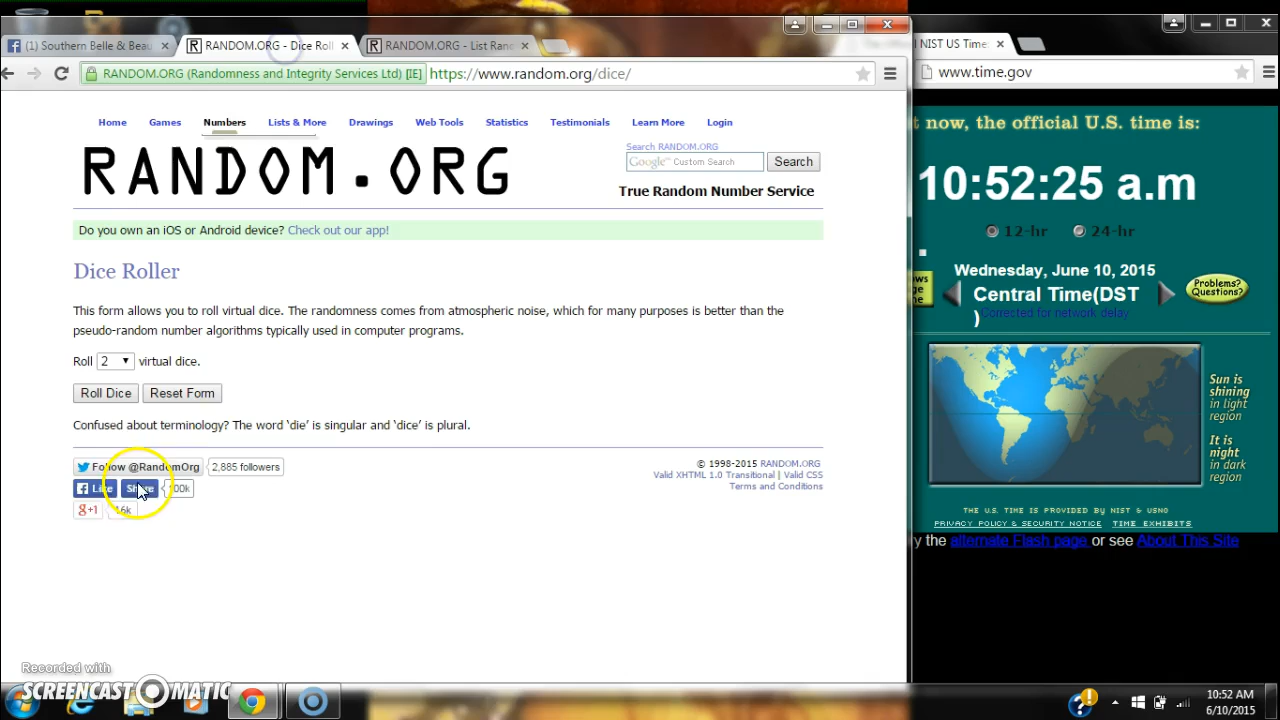 (1) Southern Belle & Beau
RANDOM.ORG - Dice Roll
RANDOM.ORG - List Rand
RANDOM.ORG (Randomness and Integrity Services Ltd) [IE]
https://www.random.org/dice/
Home Games Numbers Lists & More Drawings Web Tools Statistics Testimonials Learn More Login
RANDOM.ORG
Search RANDOM.ORG
Google Custom Search
Search
True Random Number Service
Do you own an iOS or Android device? Check out our app!
Dice Roller
This form allows you to roll virtual dice. The randomness comes from atmospheric noise, which for many purposes is better than the
pseudo-random number algorithms typically used in computer programs.
Roll 2 virtual dice.
Roll Dice Reset Form
Confused about terminology? The word ‘die’ is singular and ‘dice’ is plural.
Follow @RandomOrg 2,885 followers
Like Share
+1
© 1998-2015 RANDOM.ORG
Valid XHTML 1.0 Transitional | Valid CSS
Terms and Conditions
Recorded with
SCREENCAST-O-MATIC
NIST US Time:
www.time.gov
t now, the official U.S. time is:
10:52:25 a.m
.
12-hr 24-hr
Wednesday, June 10, 2015
Central Time(DST
)
Corrected for network delay
Problems?
Questions?
Sun is
shining
in light
region
It is
night
in dark
region
THE U.S. TIME IS PROVIDED BY NIST & USNO
PRIVACY POLICY & SECURITY NOTICE TIME EXHIBITS
y the alternate Flash page or see About This Site
10:52 AM
6/10/2015